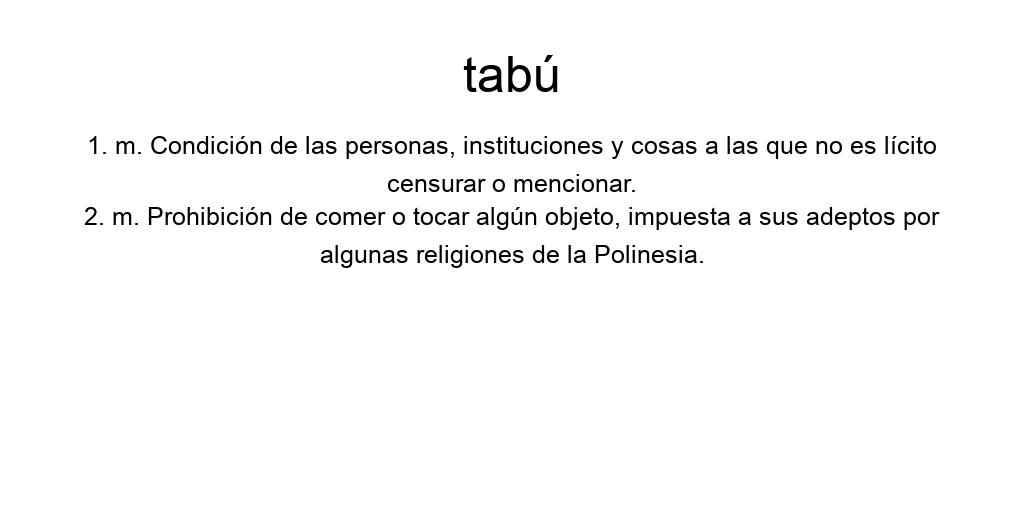 tabú
1. m. Condición de las personas, instituciones y cosas a las que no es lícito
censurar o mencionar.
2. m. Prohibición de comer o tocar algún objeto, impuesta a sus adeptos por
algunas religiones de la Polinesia.